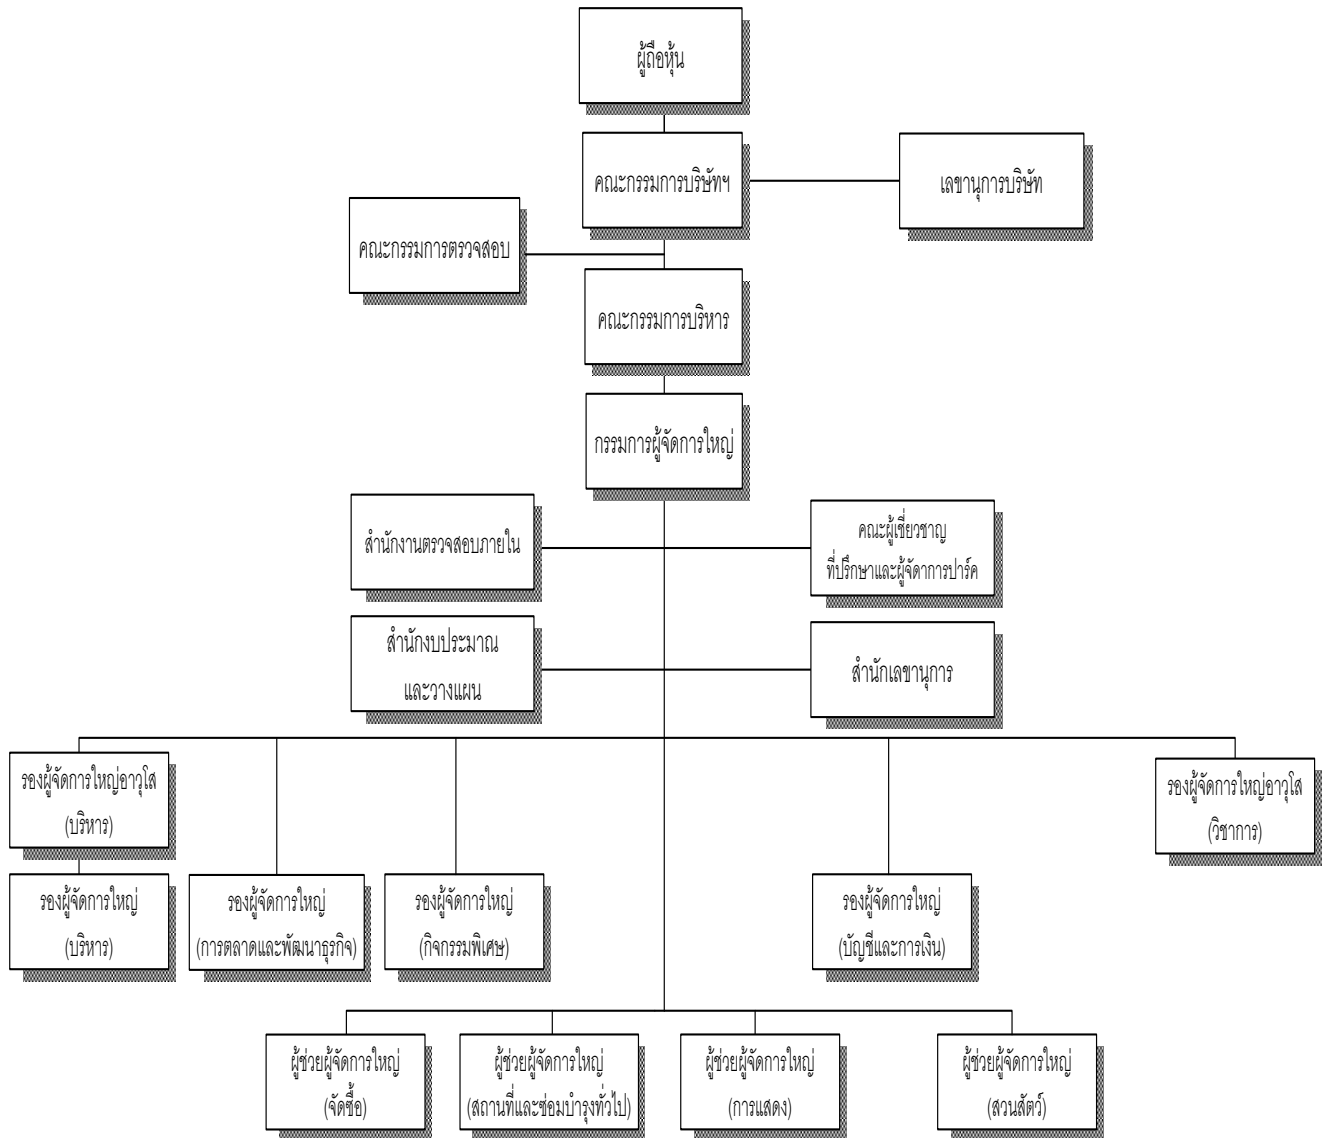 ผู้ถือหุ้น
คณะกรรมการบริษัทฯ
เลขานุการบริษัท
คณะกรรมการตรวจสอบ
คณะกรรมการบริหาร
กรรมการผู้จัดการใหญ่
สำนักงานตรวจสอบภายใน
คณะผู้เชี่ยวชาญ
ที่ปรึกษาและผู้จัดาการปาร์ค
สำนักงบประมาณ
และวางแผน
สำนักเลขานุการ
รองผู้จัดการใหญ่อาวุโส
(บริหาร)
รองผู้จัดการใหญ่อาวุโส
(วิชาการ)
รองผู้จัดการใหญ่
(บริหาร)
รองผู้จัดการใหญ่
(การตลาดและพัฒนาธุรกิจ)
รองผู้จัดการใหญ่
(กิจกรรมพิเศษ)
รองผู้จัดการใหญ่
(บัญชีและการเงิน)
ผู้ช่วยผู้จัดการใหญ่
(จัดซื้อ)
ผู้ช่วยผู้จัดการใหญ่
(สถานที่และซ่อมบำรุงทั่วไป)
ผู้ช่วยผู้จัดการใหญ่
(การแสดง)
ผู้ช่วยผู้จัดการใหญ่
(สวนสัตว์)